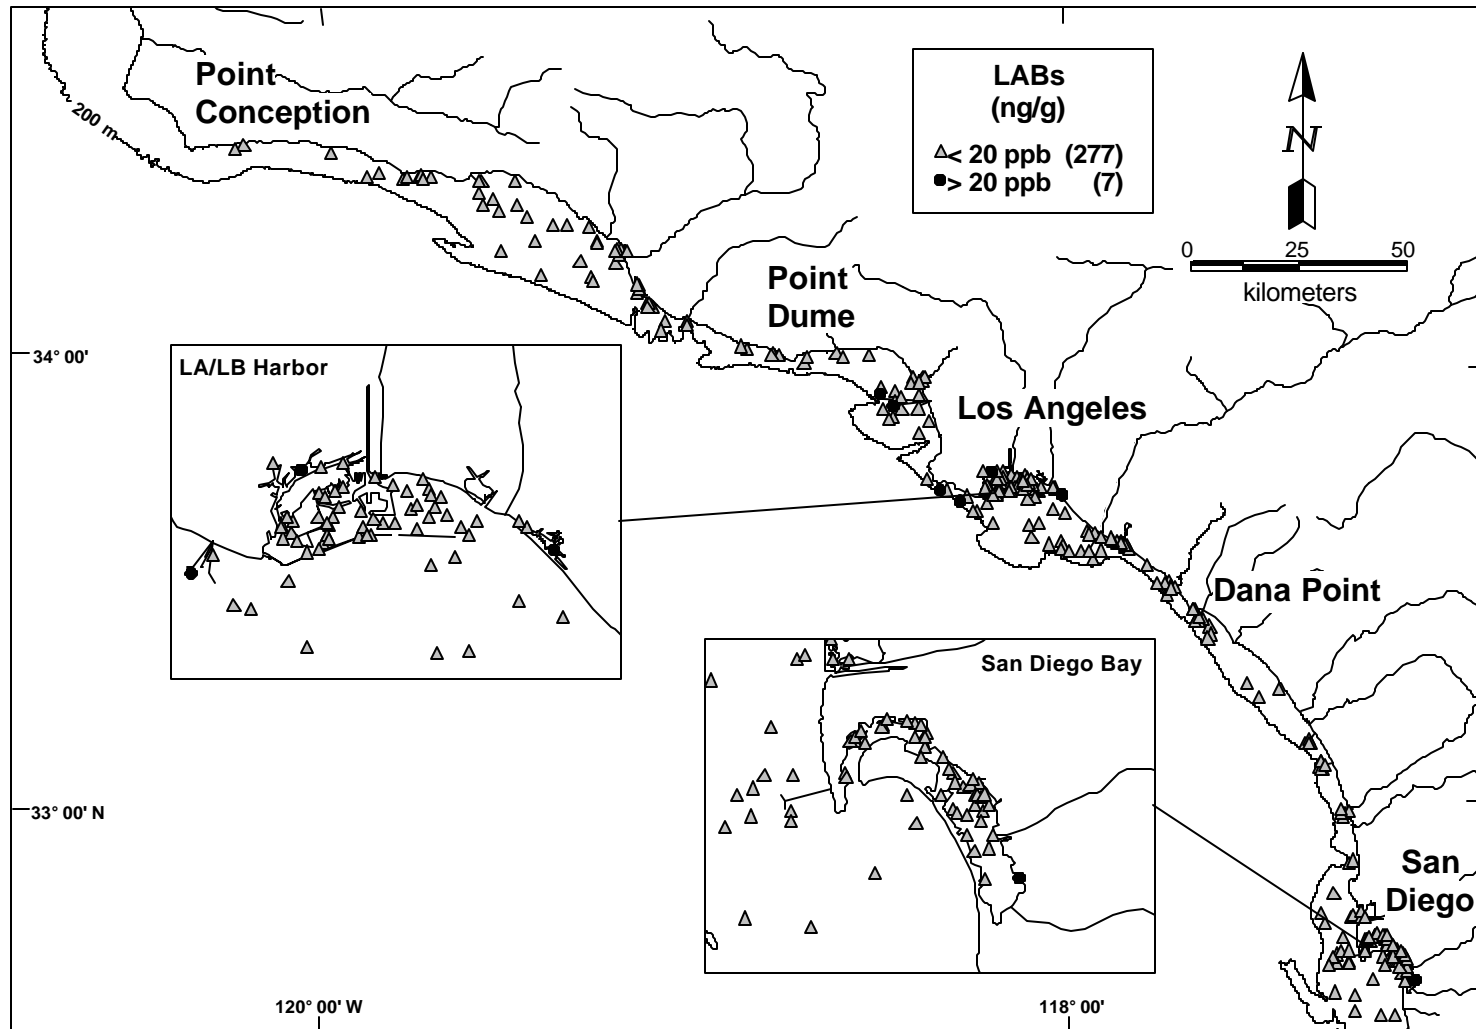 Point
Conception
200 m
LABs
(ng/g)
< 20 ppb (277)
> 20 ppb (7)
N
0 25 50
kilometers
Point
Dume
34° 00'
LA/LB Harbor
Los Angeles
Dana Point
San Diego Bay
33° 00' N
San
Diego
120° 00' W
118° 00'